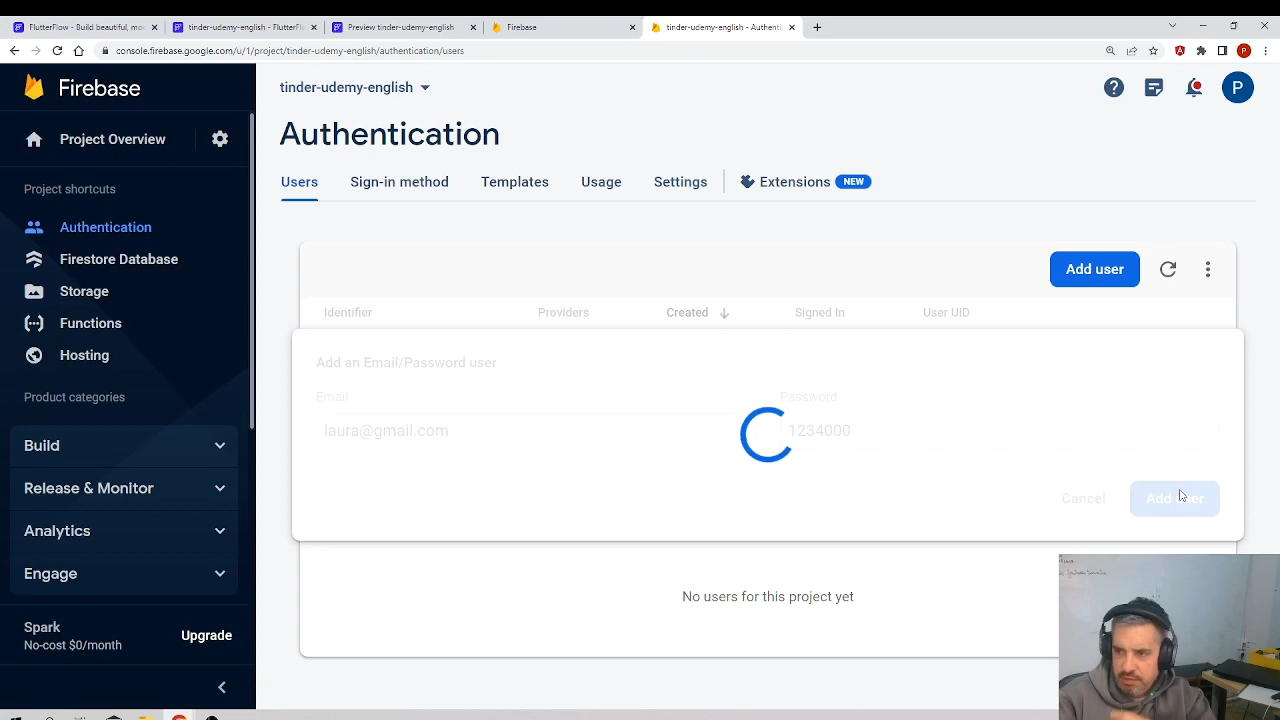 FlutterFlow - Build beautiful, mo
tinder-udemy-english - FlutterFl
Preview tinder-udemy-english
Firebase
tinder-udemy-english - Authenti
console.firebase.google.com/u/1/project/tinder-udemy-english/authentication/users
P
Firebase
tinder-udemy-english
P
Project Overview
Authentication
Project shortcuts
Users
Sign-in method
Templates
Usage
Settings
Extensions
NEW
Authentication
Firestore Database
Storage
Functions
Hosting
Product categories
Build
Release & Monitor
Analytics
Engage
Spark
No-cost $0/month
Upgrade
Add user
Identifier
Providers
Created
Signed In
User UID
Add an Email/Password user
Email
Password
laura@gmail.com
1234000
Cancel
Add user
No users for this project yet